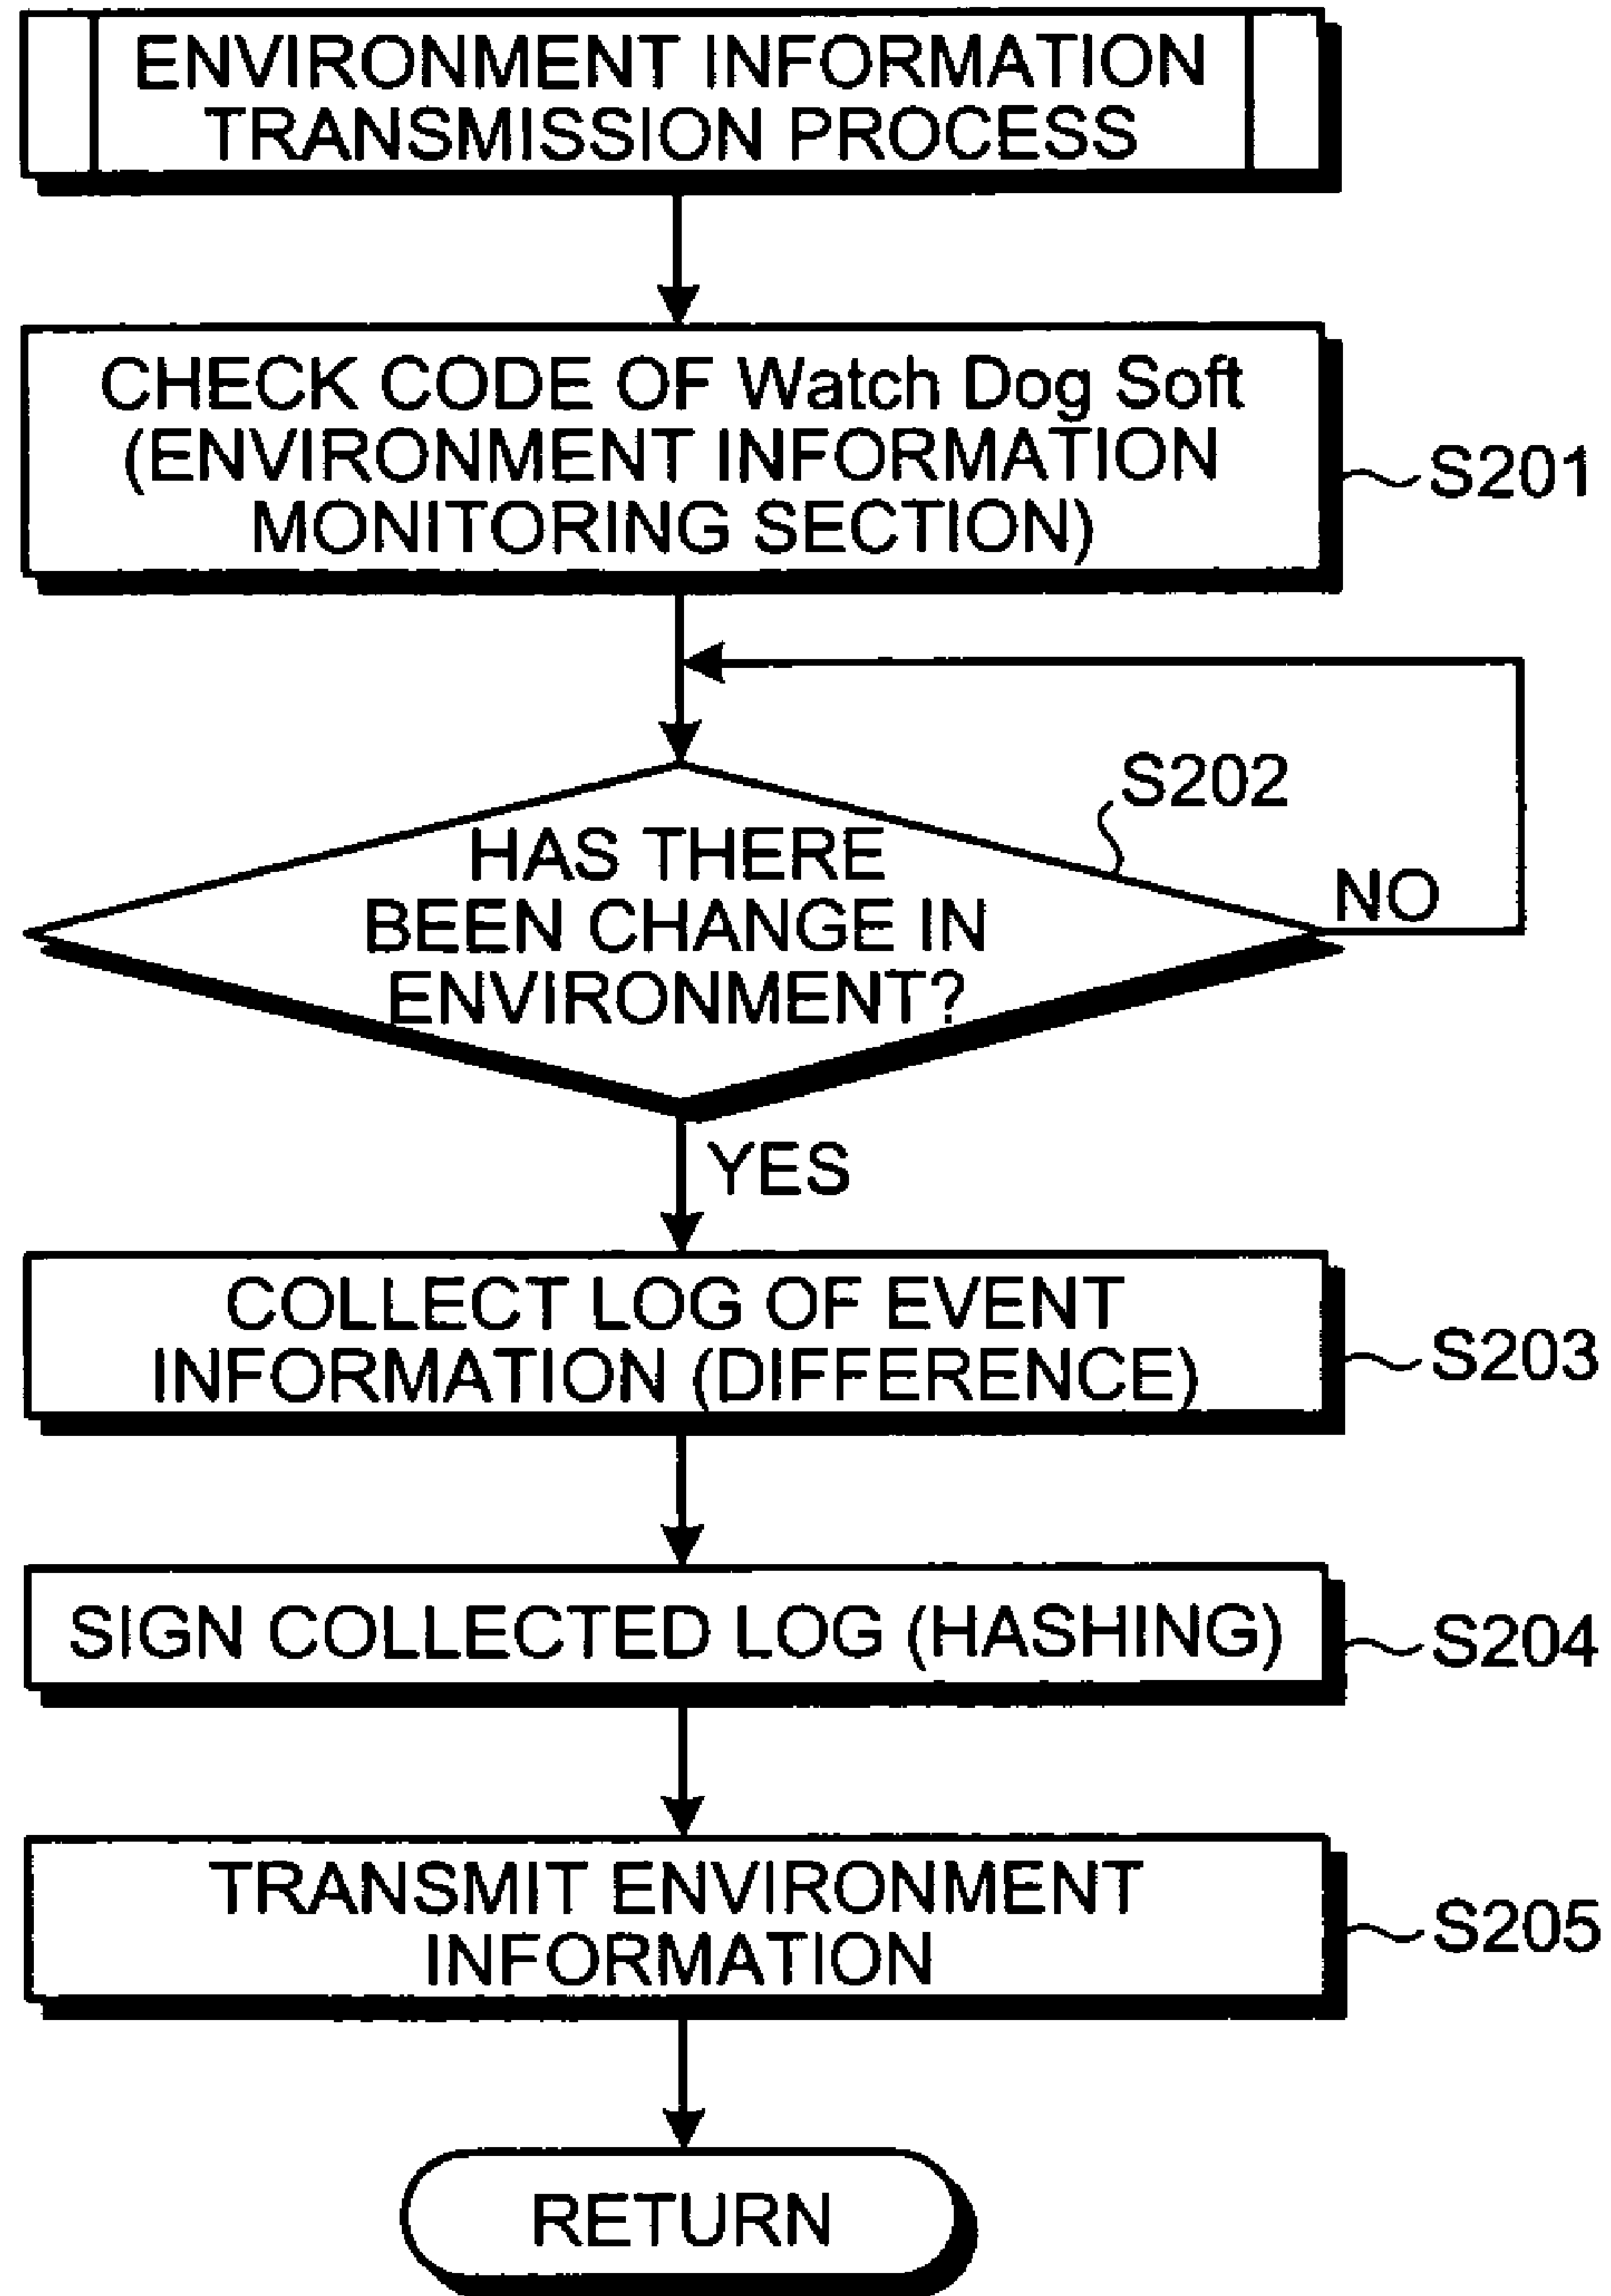 ENVIRONMENT INFORMATION
TRANSMISSION PROCESS
CHECK CODE OF Watch Dog Soft
(ENVIRONMENT INFORMATION
MONITORING SECTION)
S201
S202
HAS THERE
BEEN CHANGE IN
ENVIRONMENT?
NO
YES
COLLECT LOG OF EVENT
INFORMATION (DIFFERENCE)
S203
SIGN COLLECTED LOG (HASHING)
S204
TRANSMIT ENVIRONMENT
INFORMATION
S205
RETURN